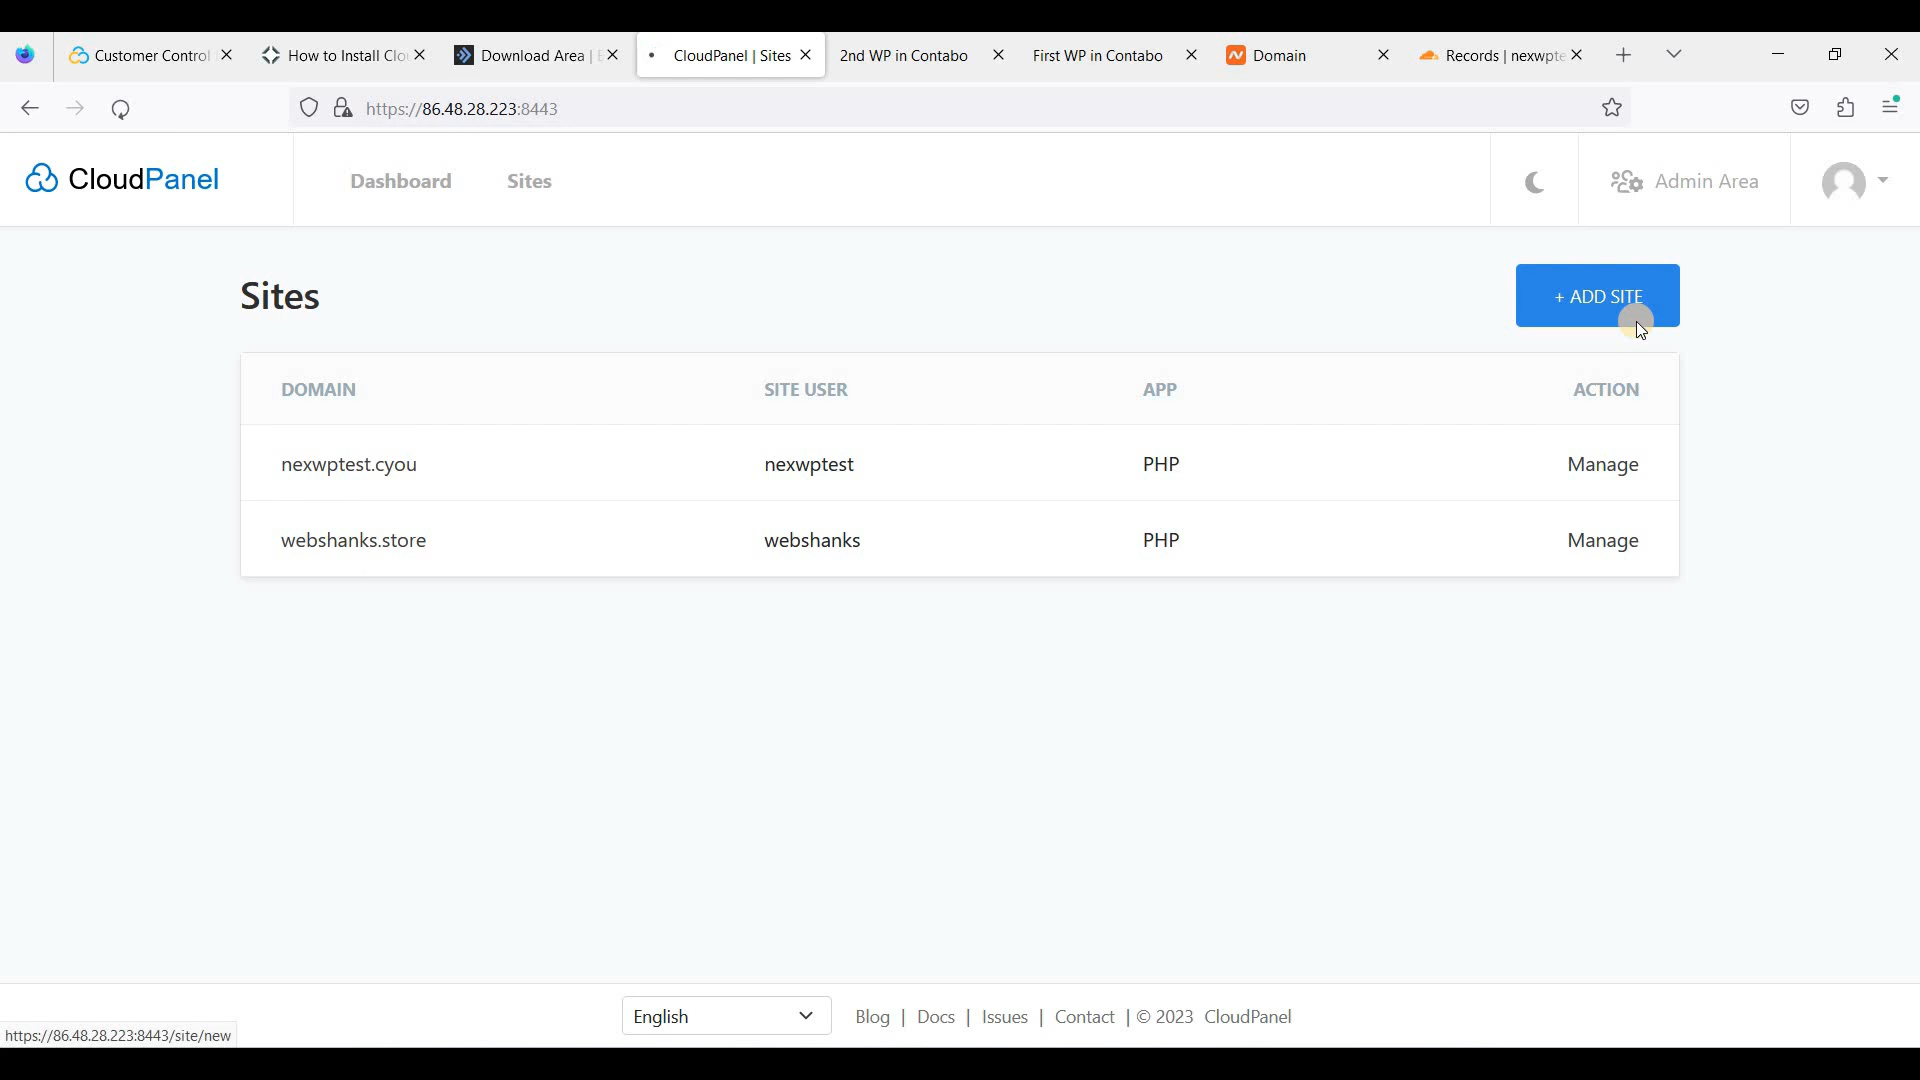 Customer Control
How to Install Clo
Download Area |
CloudPanel | Sites
2nd WP in Contabo
First WP in Contabo
Domain
Records | nexwpte
https://86.48.28.223:8443
CloudPanel
Dashboard
Sites
Admin Area
Sites
+ ADD SITE
DOMAIN
SITE USER
APP
ACTION
nexwptest.cyou
nexwptest
PHP
Manage
webshanks.store
webshanks
PHP
Manage
English
Blog | Docs | Issues | Contact | © 2023 CloudPanel
https://86.48.28.223:8443/site/new